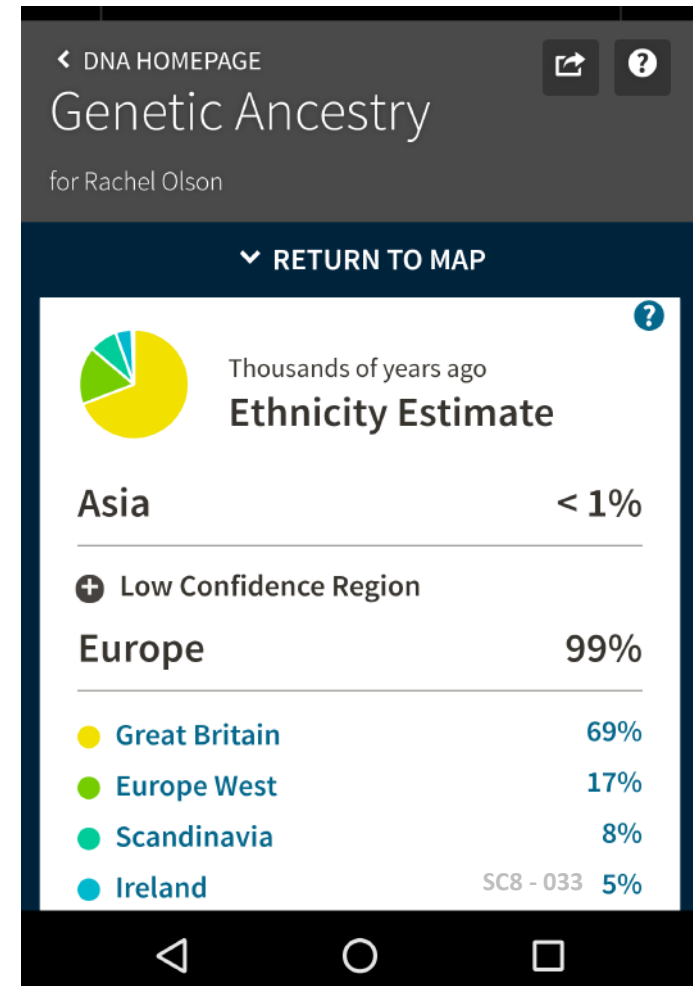 DNA HOMEPAGE
Genetic Ancestry
for Rachel Olson
RETURN TO MAP
?
Thousands of years ago
Ethnicity Estimate
Asia < 1%
Low Confidence Region
Europe 99%
Great Britain 69%
Europe West 17%
Scandinavia 8%
Ireland SC8 - 033 5%